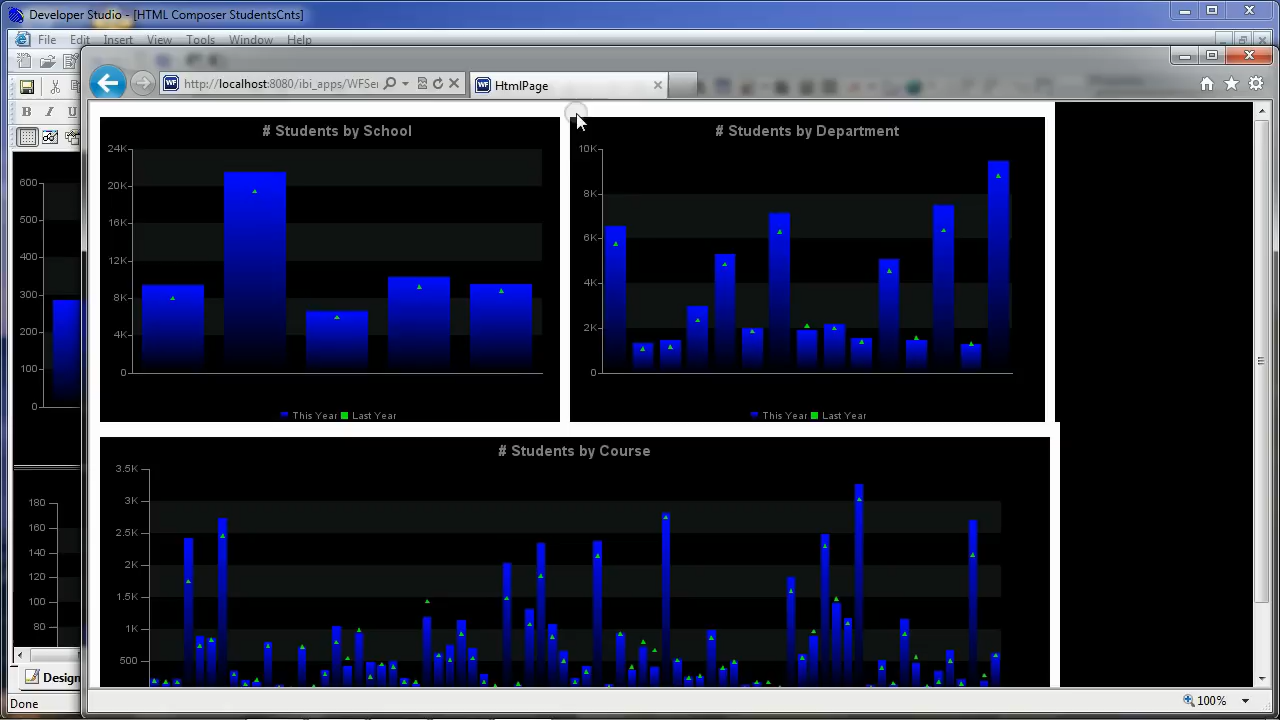 Developer Studio - [HTML Composer StudentsCnts]
File Edit Insert View Tools Window Help
http://localhost:8080/ibi_apps/WFSer
HtmlPage
B I
# Students by School
24K
20K
16K
12K
8K
4K
0
This Year Last Year
# Students by Department
10K
8K
6K
4K
2K
0
This Year Last Year
600
500
400
300
200
100
0
# Students by Course
3.5K
3K
2.5K
2K
1.5K
1K
500
180
160
140
120
100
80
Design
Done
100%